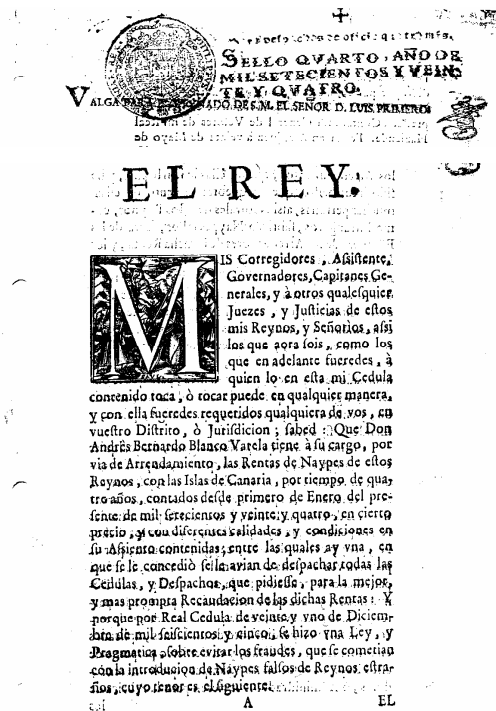 SELLO QVARTO, AÑO DE
MIL SETECIENTOS Y VEIN-
TE Y QVATRO.
VALGA PARA EL REYNADO DE S.M. EL SEÑOR D. LUIS PRIMERO
EL REY.
MIS Corregidores, Assistente,
Governadores, Capitanes Ge-
nerales, y à otros qualesquier
Juezes, y Justicias de estos
mis Reynos, y Señorios, assi
los que aora sois, como los
que en adelante fueredes, à
quien lo en esta mi Cedula
contenido toca, ò tocar puede en qualquier manera,
y con ella fueredes requeridos qualquiera de vos, en
vuestro Distrito, ò Jurisdicion; sabed: Que Don
Andrès Bernardo Blanco Varela tiene à su cargo, por
via de Arrendamiento, las Rentas de Naypes de estos
Reynos, con las Islas de Canaria, por tiempo de qua-
tro años, contados desde primero de Enero del pre-
sente de mil setecientos y veinte y quatro, en cierto
precio, y con diferentes calidades, y condiciones en
su Assiento contenidas; entre las quales ay vna, en
que se le concediò se le avian de despachar todas las
Cedulas, y Despachos, que pidiesse, para la mejor,
y mas prompta Recaudacion de las dichas Rentas: Y
porque por Real Cedula de veinte y vno de Diciem-
bre de mil seiscientos y cinco, se hizo vna Ley, y
Pragmatica, sobre evitar los fraudes, que se cometian
con la introducion de Naypes falsos de Reynos estra-
ños, cuyo tenor es el siguiente.
A EL